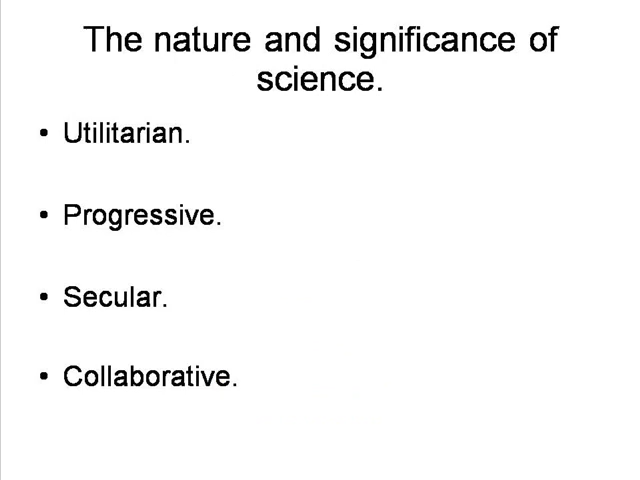 The nature and significance of
science.
• Utilitarian.
• Progressive.
• Secular.
• Collaborative.